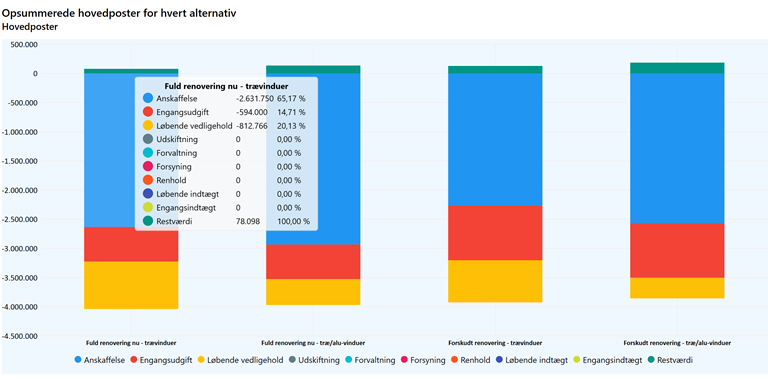 Opsummerede hovedposter for hvert alternativ
Hovedposter
500.000
0
-500.000
-1.000.000
-1.500.000
-2.000.000
-2.500.000
-3.000.000
-3.500.000
-4.000.000
-4.500.000
Fuld renovering nu - trævinduer
Anskaffelse -2.631.750 65,17 %
Engangsudgift -594.000 14,71 %
Løbende vedligehold -812.766 20,13 %
Udskiftning 0 0,00 %
Forvaltning 0 0,00 %
Forsyning 0 0,00 %
Renhold 0 0,00 %
Løbende indtægt 0 0,00 %
Engangsindtægt 0 0,00 %
Restværdi 78.098 100,00 %
Fuld renovering nu - trævinduer Fuld renovering nu - træ/alu-vinduer Forskudt renovering - trævinduer Forskudt renovering - træ/alu-vinduer
Anskaffelse Engangsudgift Løbende vedligehold Udskiftning Forvaltning Forsyning Renhold Løbende indtægt Engangsindtægt Restværdi